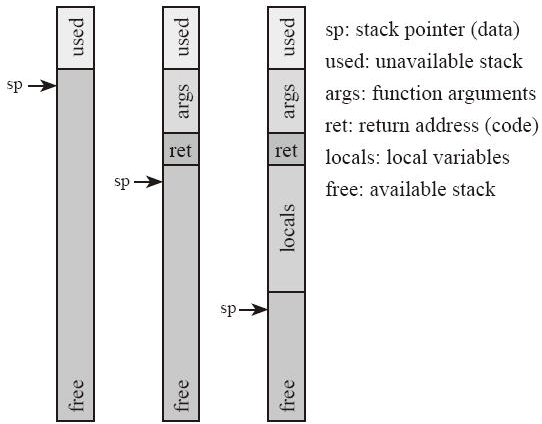 used
sp
free
used
args
ret
sp
free
used
args
ret
locals
sp
free
sp: stack pointer (data)
used: unavailable stack
args: function arguments
ret: return address (code)
locals: local variables
free: available stack